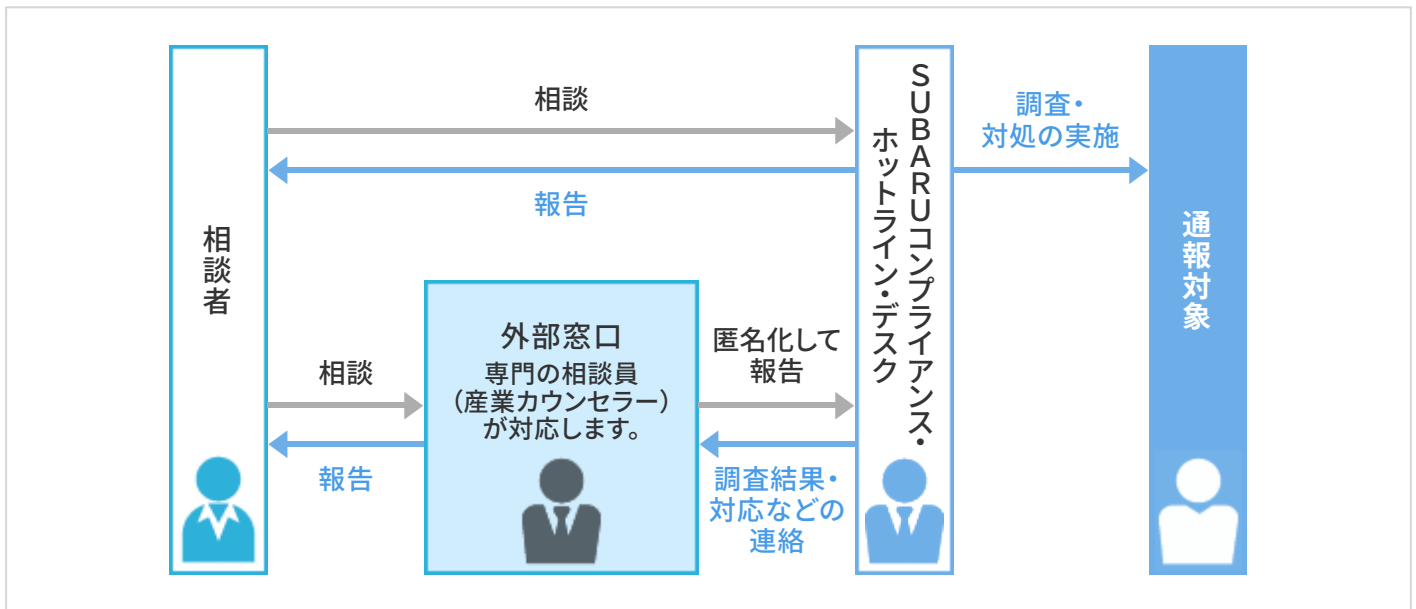 相談者
相談
報告
相談
報告
外部窓口
専門の相談員
（産業カウンセラー）
が対応します。
匿名化して
報告
調査結果・
対応などの
連絡
SUBARUコンプライアンス・
ホットライン・デスク
調査・
対処の実施
通報対象